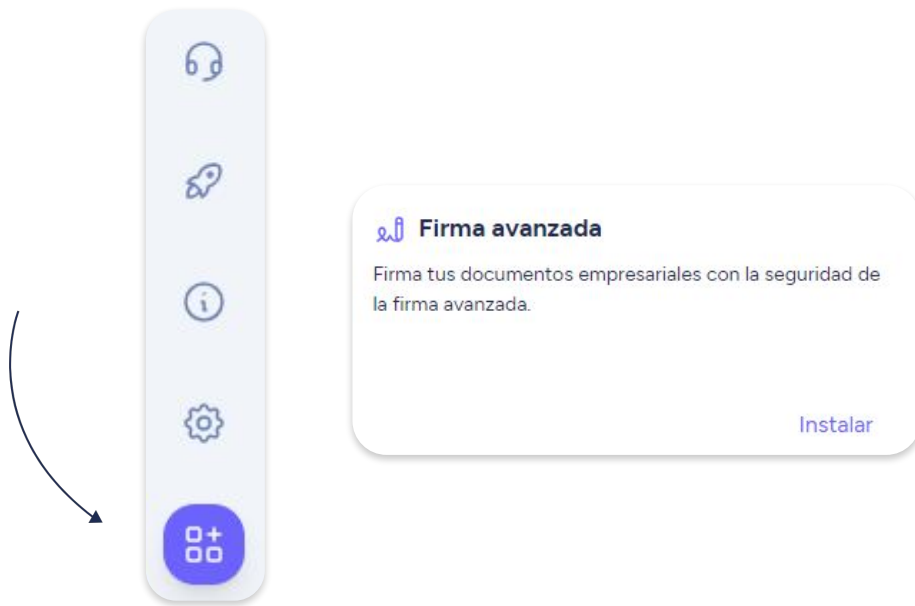 Firma avanzada
Firma tus documentos empresariales con la seguridad de
la firma avanzada.
Instalar